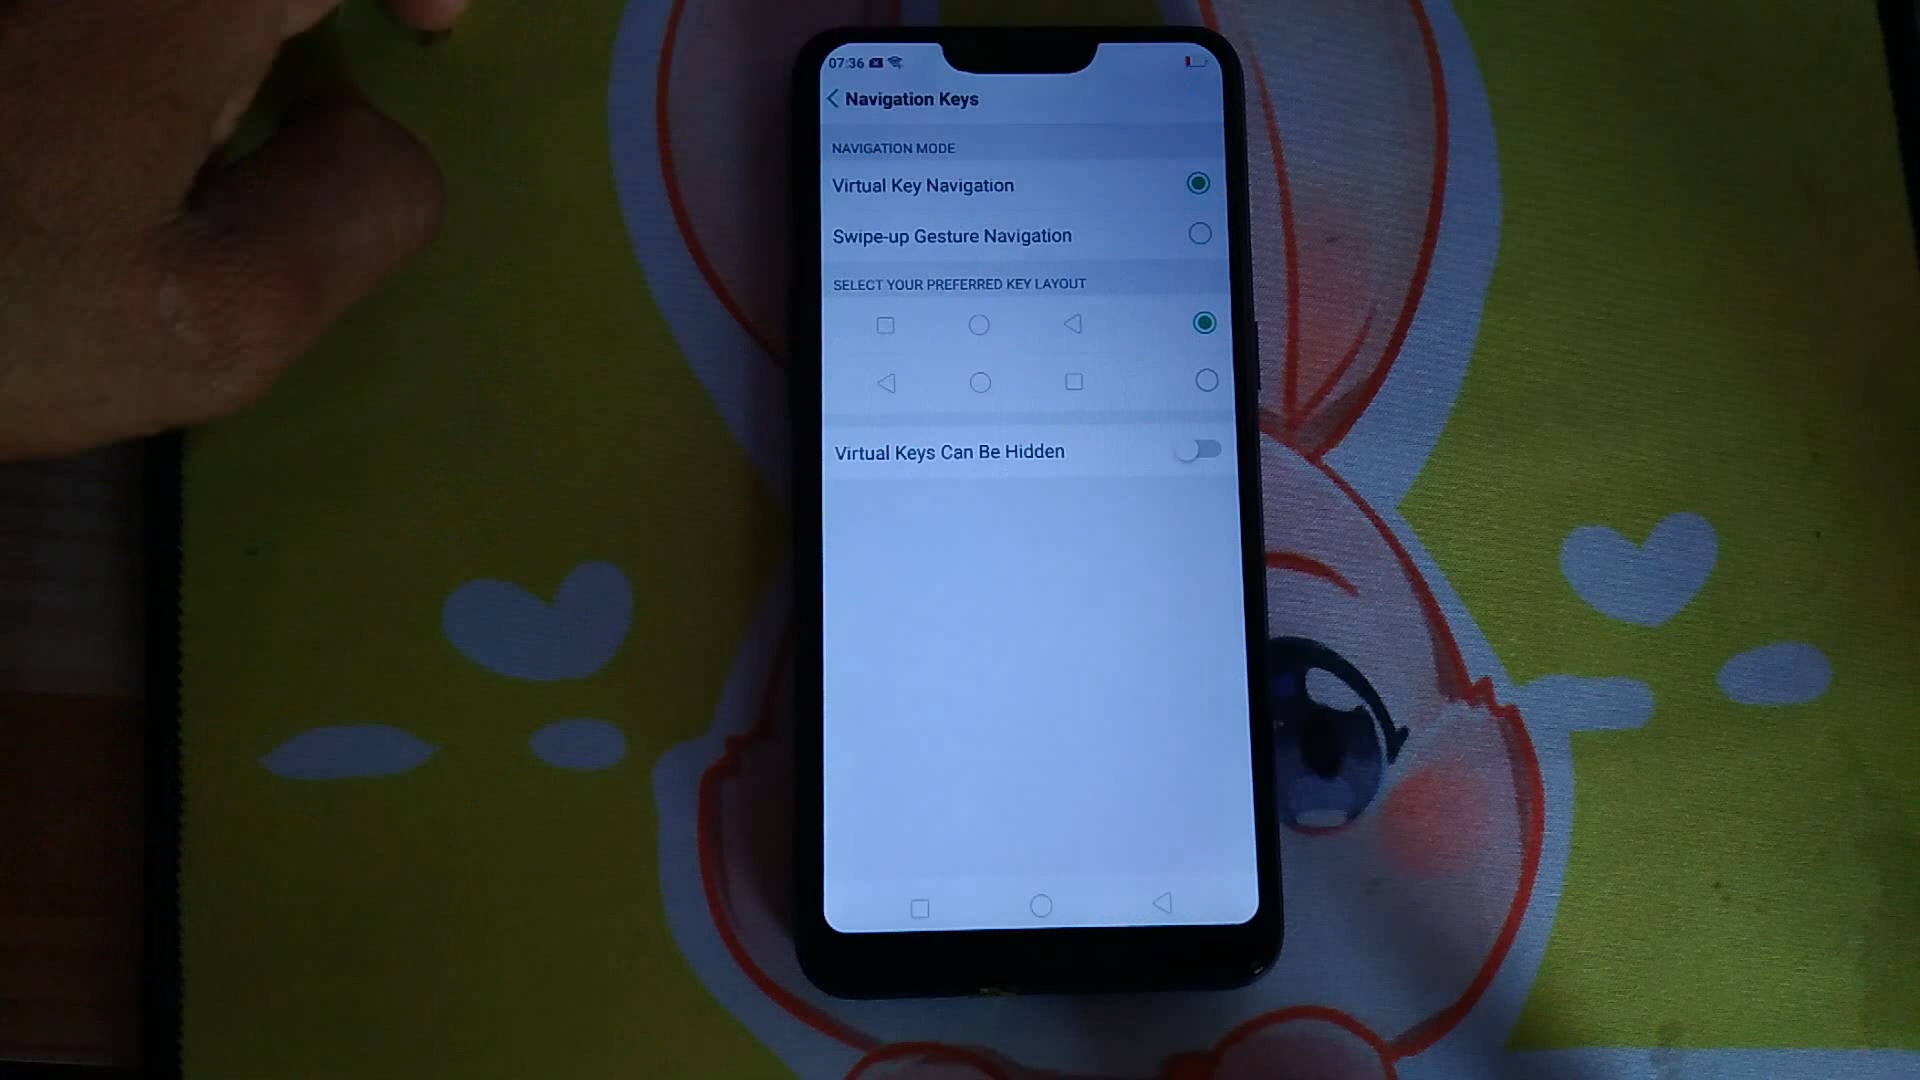 07:36
Navigation Keys
NAVIGATION MODE
Virtual Key Navigation
Swipe-up Gesture Navigation
SELECT YOUR PREFERRED KEY LAYOUT
Virtual Keys Can Be Hidden